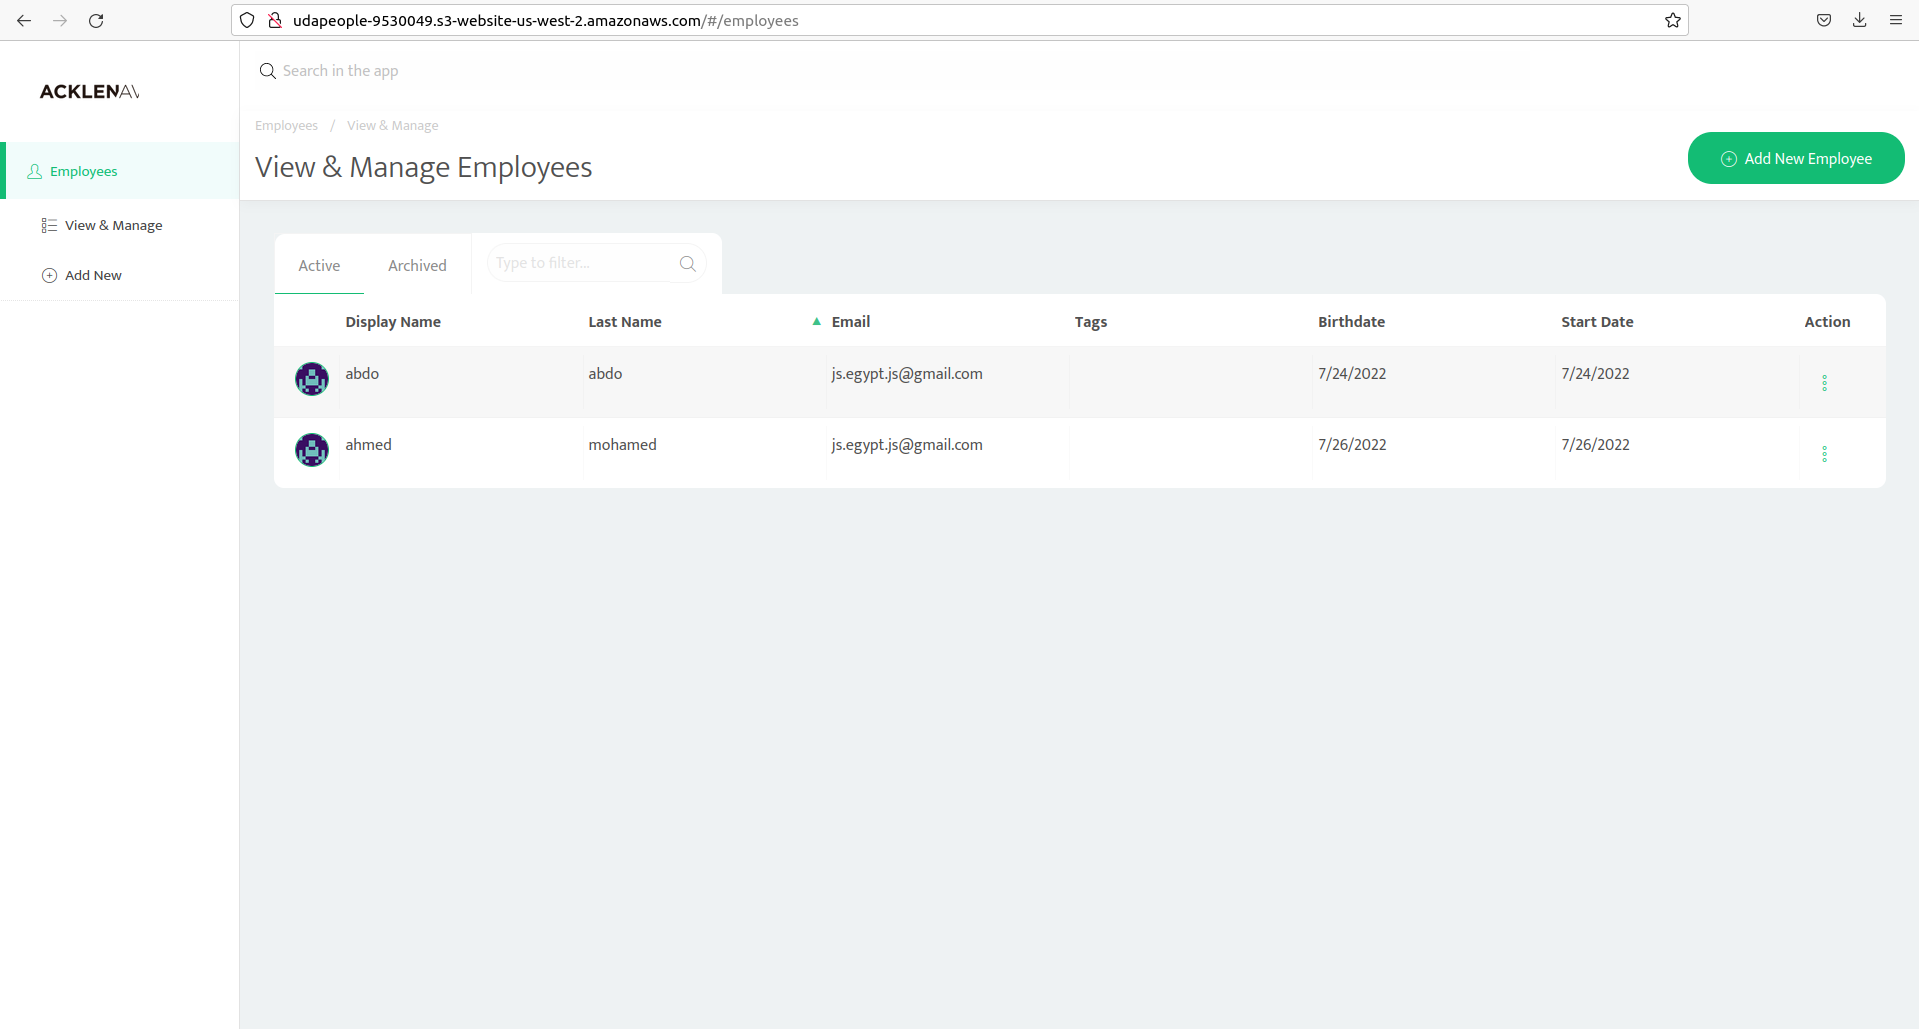 udapeople-9530049.s3-website-us-west-2.amazonaws.com/#/employees
Search in the app
ACKLENAV
Employees / View & Manage
View & Manage Employees
Add New Employee
Employees
View & Manage
Add New
Active Archived Type to filter...
Display Name Last Name Email Tags Birthdate Start Date Action
abdo abdo js.egypt.js@gmail.com 7/24/2022 7/24/2022
ahmed mohamed js.egypt.js@gmail.com 7/26/2022 7/26/2022